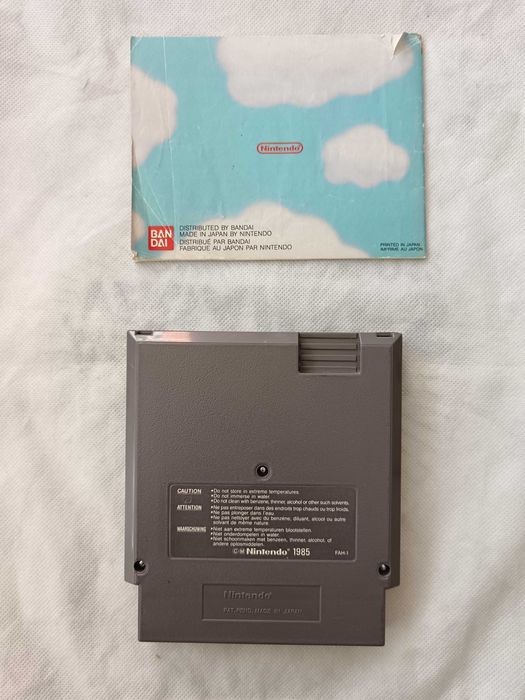 Nintendo
BAN
DAI
DISTRIBUTED BY BANDAI
MADE IN JAPAN BY NINTENDO
DISTRIBUÉ PAR BANDAI
FABRIQUÉ AU JAPON PAR NINTENDO
PRINTED IN JAPAN
IMPRIMÉ AU JAPON
CAUTION
•Do not store in extreme temperatures.
•Do not immerse in water.
•Do not clean with benzene, thinner, alcohol or other such solvents.
ATTENTION
•Ne pas entreposer dans des endroits trop chauds ou trop froids.
•Ne pas plonger dans l'eau.
•Ne pas nettoyer avec du benzène, diluant, alcool ou autre
solvant de même nature.
WAARSCHUWING
•Niet aan extreme temperaturen blootstellen.
•Niet onderdompelen in water.
•Niet schoonmaken met benzeen, thinner, alcohol, of
andere oplosmiddelen.
©M Nintendo® 1985
FAH-1
Nintendo®
PAT. PEND. MADE IN JAPAN